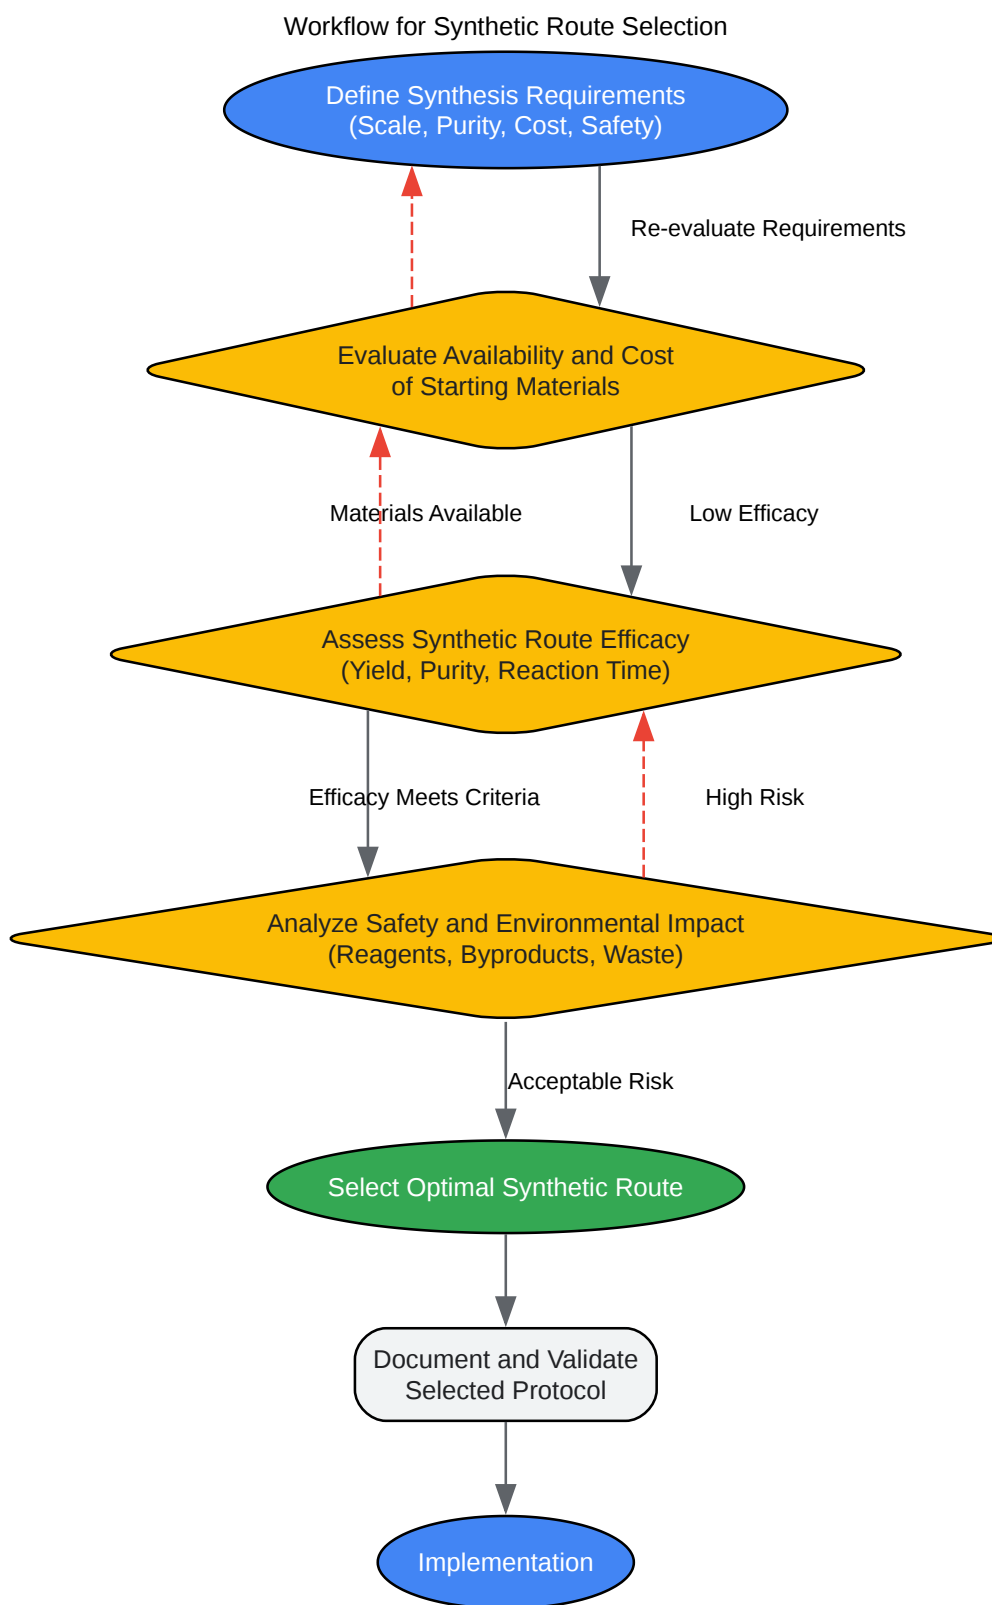 Workflow for Synthetic Route Selection
Define Synthesis Requirements
(Scale, Purity, Cost, Safety)
Re-evaluate Requirements
Evaluate Availability and Cost
of Starting Materials
Materials Available
Low Efficacy
Assess Synthetic Route Efficacy
(Yield, Purity, Reaction Time)
Efficacy Meets Criteria
High Risk
Analyze Safety and Environmental Impact
(Reagents, Byproducts, Waste)
Acceptable Risk
Select Optimal Synthetic Route
Document and Validate
Selected Protocol
Implementation